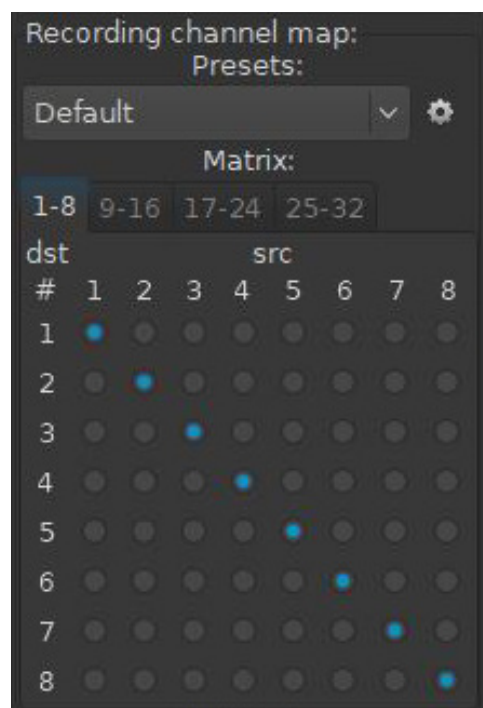 Recording channel map:
Presets:
Default
Matrix:
1-8 9-16 17-24 25-32
dst src
# 1 2 3 4 5 6 7 8
1
2
3
4
5
6
7
8